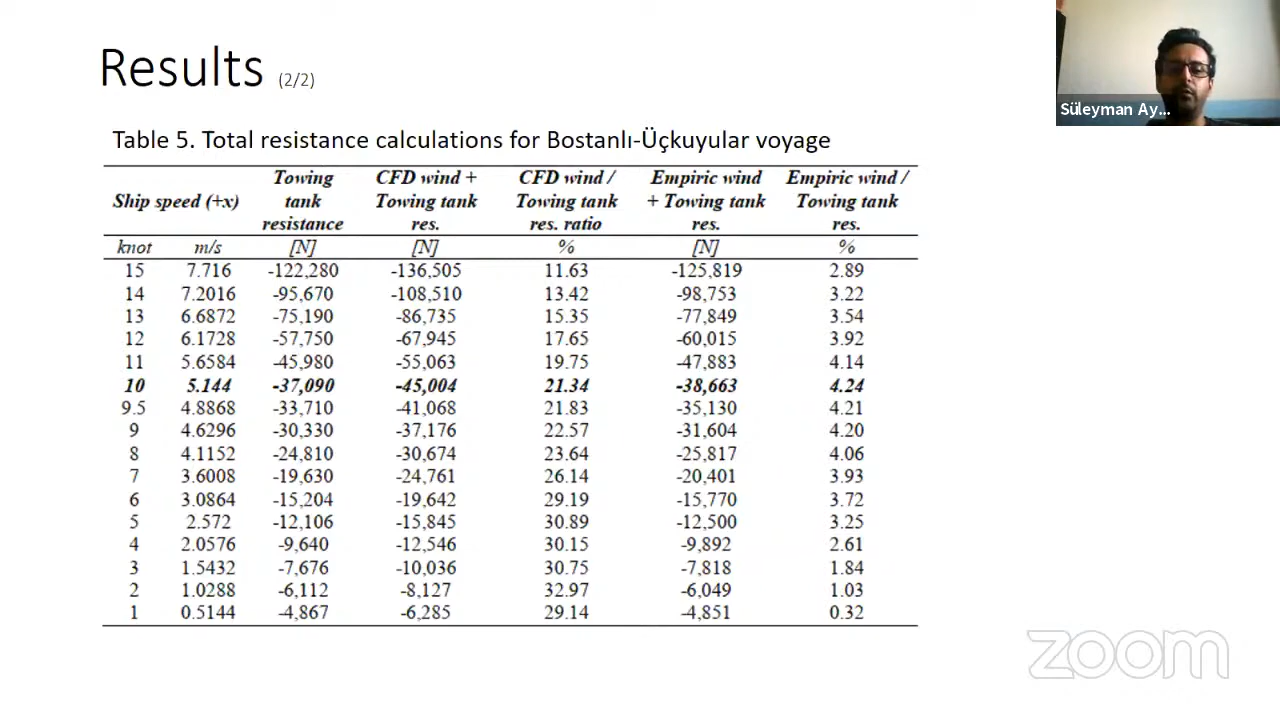 Results (2/2)
Süleyman Ay...
Table 5. Total resistance calculations for Bostanlı-Üçkuyular voyage
Ship speed (+x) Towing tank resistance CFD wind + Towing tank res. CFD wind / Towing tank res. ratio Empiric wind + Towing tank res. Empiric wind / Towing tank res.
knot m/s [N] [N] % [N] %
15 7.716 -122,280 -136,505 11.63 -125,819 2.89
14 7.2016 -95,670 -108,510 13.42 -98,753 3.22
13 6.6872 -75,190 -86,735 15.35 -77,849 3.54
12 6.1728 -57,750 -67,945 17.65 -60,015 3.92
11 5.6584 -45,980 -55,063 19.75 -47,883 4.14
10 5.144 -37,090 -45,004 21.34 -38,663 4.24
9.5 4.8868 -33,710 -41,068 21.83 -35,130 4.21
9 4.6296 -30,330 -37,176 22.57 -31,604 4.20
8 4.1152 -24,810 -30,674 23.64 -25,817 4.06
7 3.6008 -19,630 -24,761 26.14 -20,401 3.93
6 3.0864 -15,204 -19,642 29.19 -15,770 3.72
5 2.572 -12,106 -15,845 30.89 -12,500 3.25
4 2.0576 -9,640 -12,546 30.15 -9,892 2.61
3 1.5432 -7,676 -10,036 30.75 -7,818 1.84
2 1.0288 -6,112 -8,127 32.97 -6,049 1.03
1 0.5144 -4,867 -6,285 29.14 -4,851 0.32
zoom